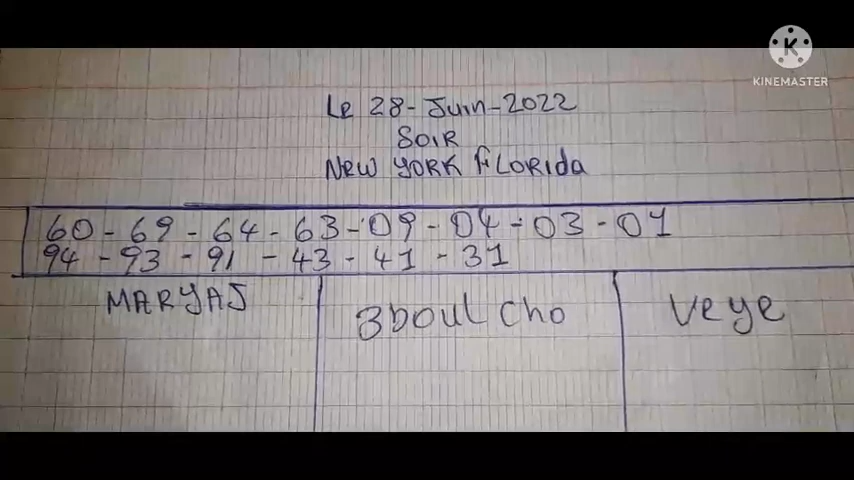 KINEMASTER
Le 28-Juin-2022
SOIR
NEW YORK FLORIda
60-69-64-63-09-04-03-01
94-93-91-43-41-31
MARYAJ
3boul Cho
Veye